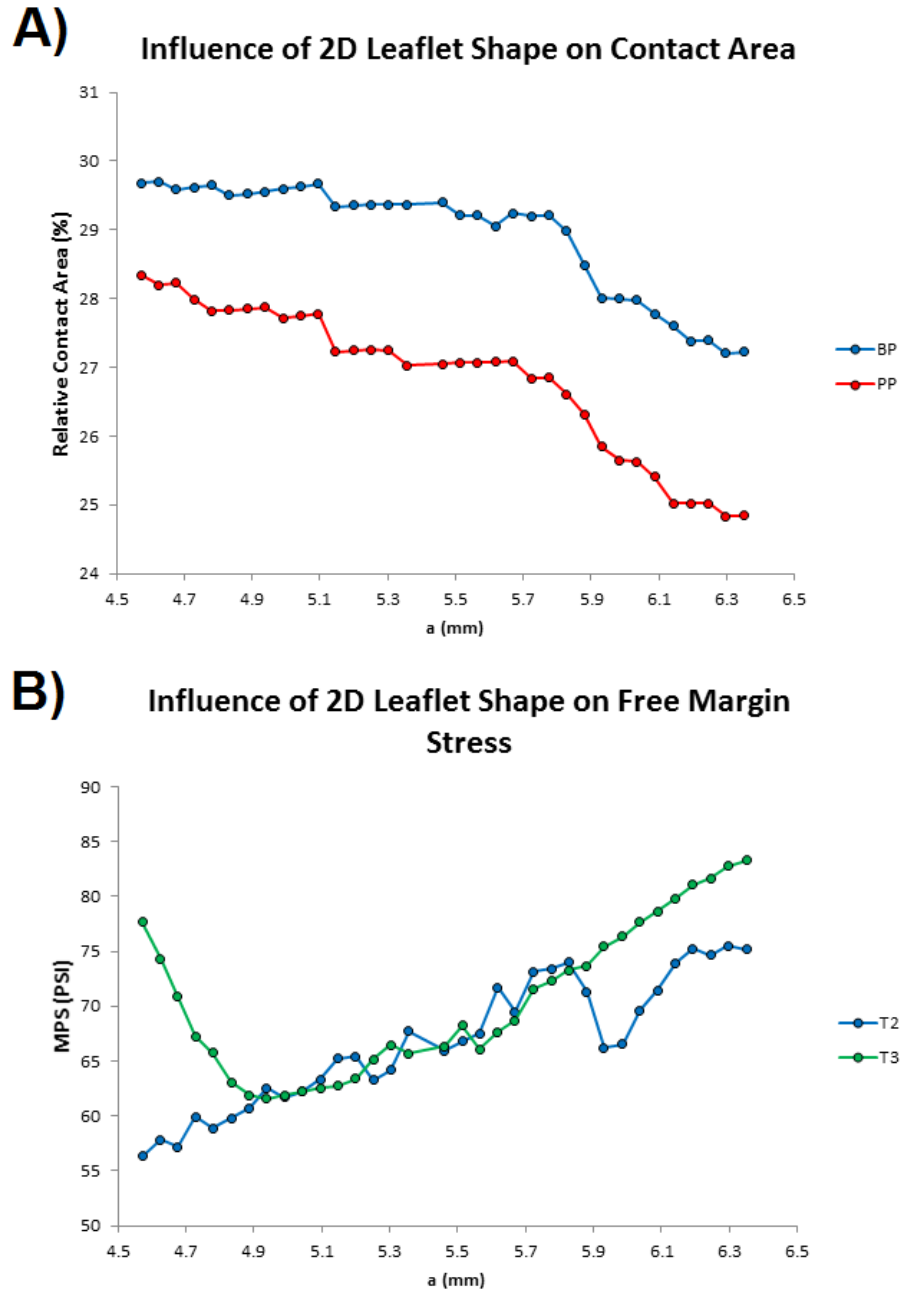 A)
Influence of 2D Leaflet Shape on Contact Area
31
30
29
28
27
26
25
24
Relative Contact Area (%)
4.5 4.7 4.9 5.1 5.3 5.5 5.7 5.9 6.1 6.3 6.5
a (mm)
BP
PP
B)
Influence of 2D Leaflet Shape on Free Margin
Stress
90
85
80
75
70
65
60
55
50
MPS (PSI)
4.5 4.7 4.9 5.1 5.3 5.5 5.7 5.9 6.1 6.3 6.5
a (mm)
T2
T3